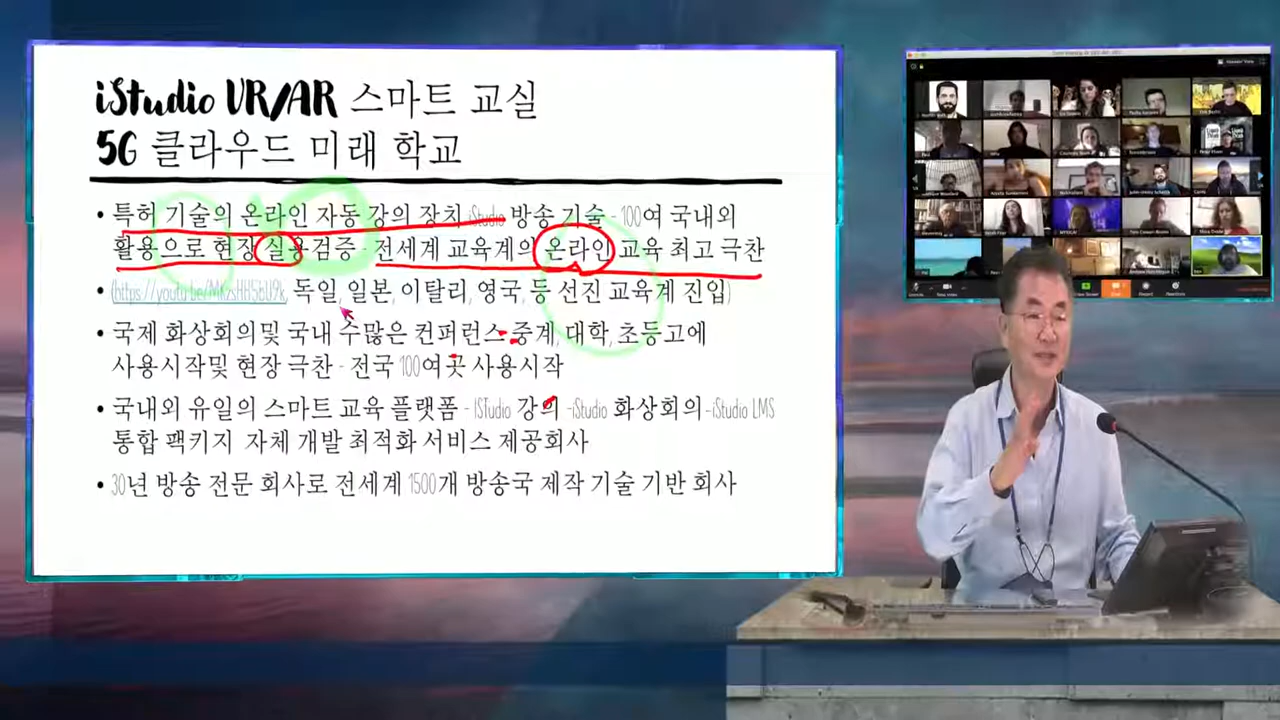 iStudio VR/AR 스마트 교실
5G 클라우드 미래 학교
• 특허 기술의 온라인 자동 강의 장치 iStudio 방송 기술 - 100여 국내외
활용으로 현장 실용검증 - 전세계 교육계의 온라인 교육 최고 극찬
• (https://youtu.be/ 독일, 일본, 이탈리, 영국, 등 선진 교육계 진입)
• 국제 화상회의및 국내 수많은 컨퍼런스 중계, 대학, 초등고에
사용시작및 현장 극찬 - 전국 100여곳 사용시작
• 국내외 유일의 스마트 교육 플랫폼 - IStudio 강의 -iStudio 화상회의-iStudio LMS
통합 팩키지 자체 개발 최적화 서비스 제공회사
• 30년 방송 전문 회사로 전세계 1500개 방송국 제작 기술 기반 회사